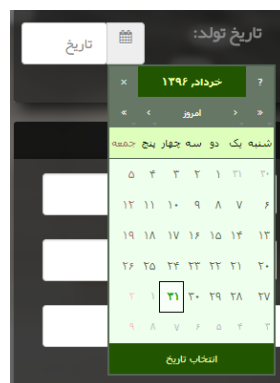 تاریخ تولد:
تاریخ
? خرداد, ۱۳۹۶ ×
« ‹ امروز › »
شنبه یک دو سه چهار پنج جمعه
۳۰ ۳۱ ۱ ۲ ۳ ۴ ۵
۶ ۷ ۸ ۹ ۱۰ ۱۱ ۱۲
۱۳ ۱۴ ۱۵ ۱۶ ۱۷ ۱۸ ۱۹
۲۰ ۲۱ ۲۲ ۲۳ ۲۴ ۲۵ ۲۶
۲۷ ۲۸ ۲۹ ۳۰ ۳۱ ۱ ۲
۳ ۴ ۵ ۶ ۷ ۸ ۹
انتخاب تاریخ